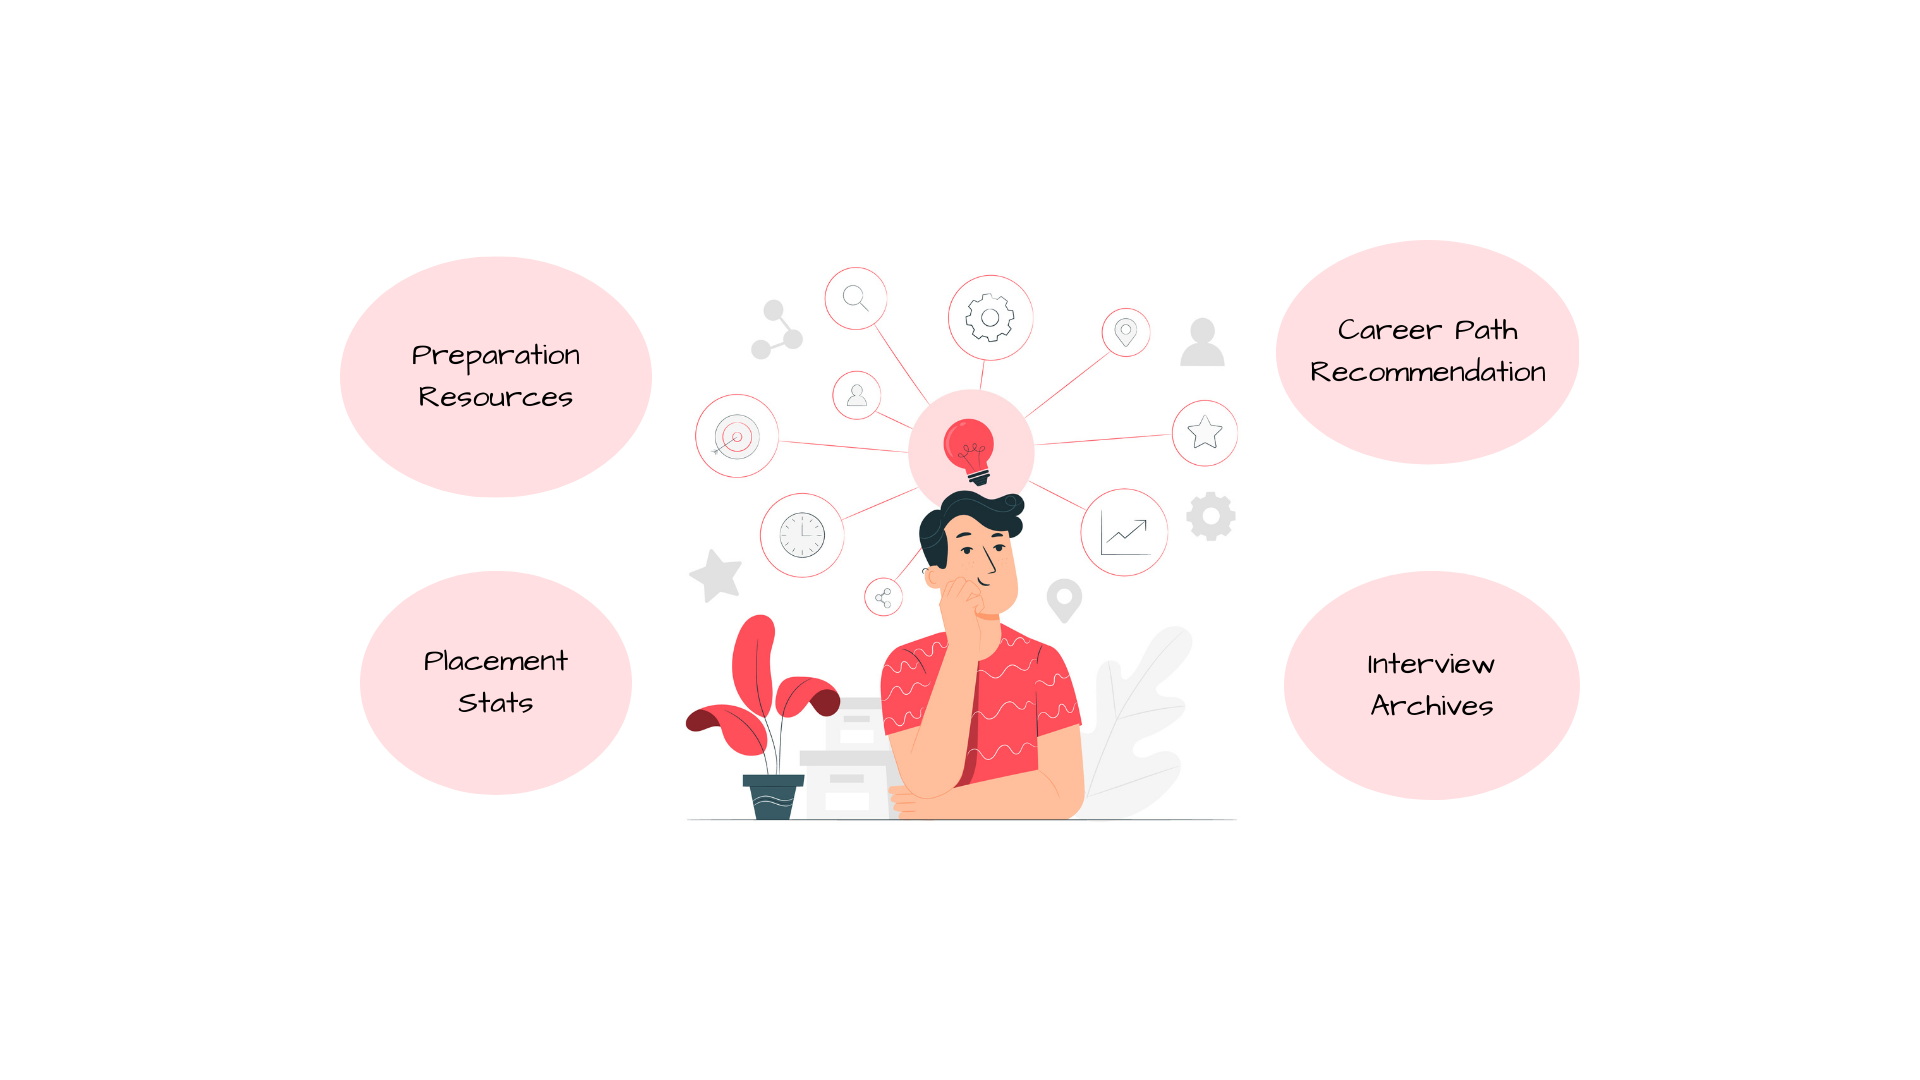 Preparation
Resources
Career Path
Recommendation
Placement
Stats
Interview
Archives